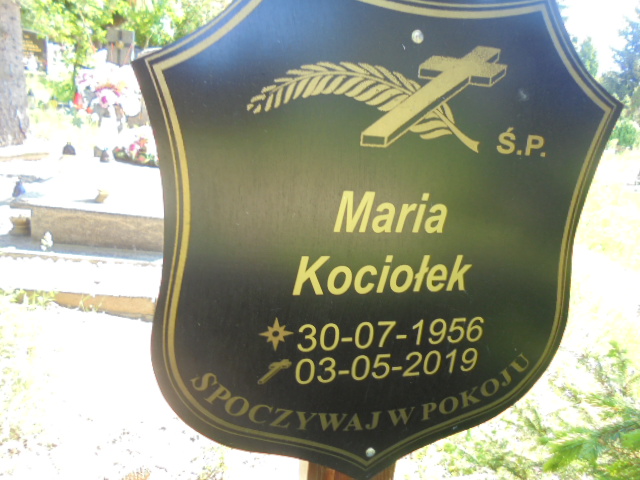 Ś.P.
Maria
Kociołek
30-07-1956
03-05-2019
SPOCZYWAJ W POKOJU